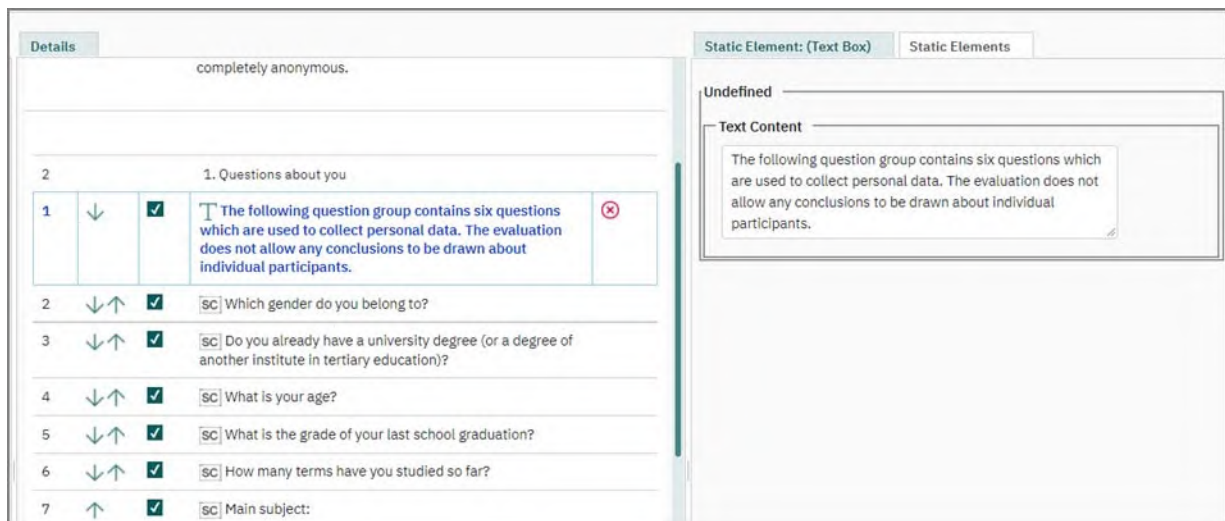 Details
completely anonymous.
2 1. Questions about you
1 T The following question group contains six questions
which are used to collect personal data. The evaluation
does not allow any conclusions to be drawn about
individual participants.
2 SC Which gender do you belong to?
3 SC Do you already have a university degree (or a degree of
another institute in tertiary education)?
4 SC What is your age?
5 SC What is the grade of your last school graduation?
6 SC How many terms have you studied so far?
7 SC Main subject:
Static Element: (Text Box) Static Elements
Undefined
Text Content
The following question group contains six questions which
are used to collect personal data. The evaluation does not
allow any conclusions to be drawn about individual
participants.